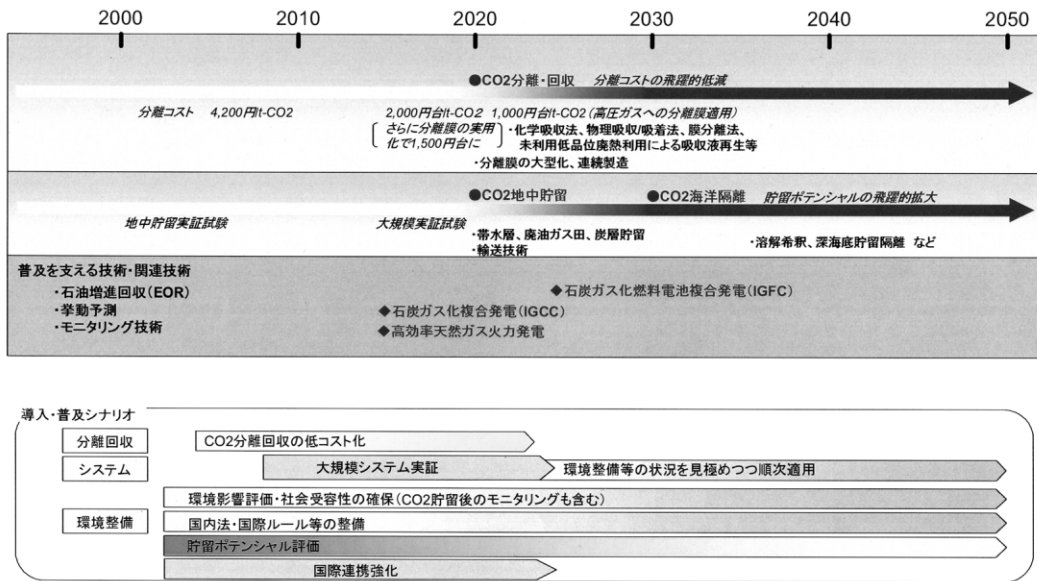 2000 2010 2020 2030 2040 2050
●CO2分離・回収 分離コストの飛躍的低減
分離コスト 4,200円/t-CO2 2,000円台/t-CO2 1,000円台/t-CO2(高圧ガスへの分離膜適用)
さらに分離膜の実用
化で1,500円台に
・化学吸収法、物理吸収/吸着法、膜分離法、
未利用低品位廃熱利用による吸収液再生等
・分離膜の大型化、連続製造
●CO2地中貯留 ●CO2海洋隔離 貯留ポテンシャルの飛躍的拡大
地中貯留実証試験 大規模実証試験
・帯水層、廃油ガス田、炭層貯留
・輸送技術
・溶解希釈、深海底貯留隔離 など
普及を支える技術・関連技術
・石油増進回収(EOR)
・挙動予測
・モニタリング技術
◆石炭ガス化燃料電池複合発電(IGFC)
◆石炭ガス化複合発電(IGCC)
◆高効率天然ガス火力発電
導入・普及シナリオ
分離回収 CO2分離回収の低コスト化
システム 大規模システム実証 環境整備等の状況を見極めつつ順次適用
環境影響評価・社会受容性の確保(CO2貯留後のモニタリングも含む)
環境整備 国内法・国際ルール等の整備
貯留ポテンシャル評価
国際連携強化